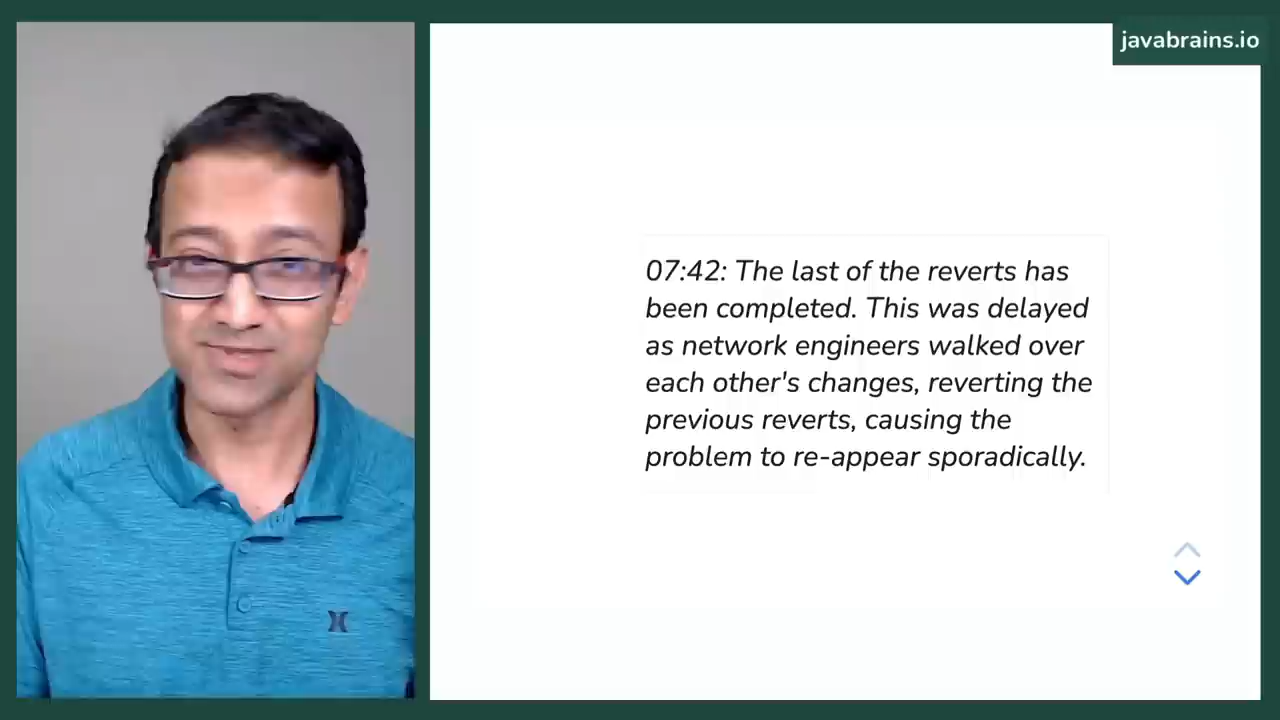 javabrains.io
07:42: The last of the reverts has
been completed. This was delayed
as network engineers walked over
each other's changes, reverting the
previous reverts, causing the
problem to re-appear sporadically.